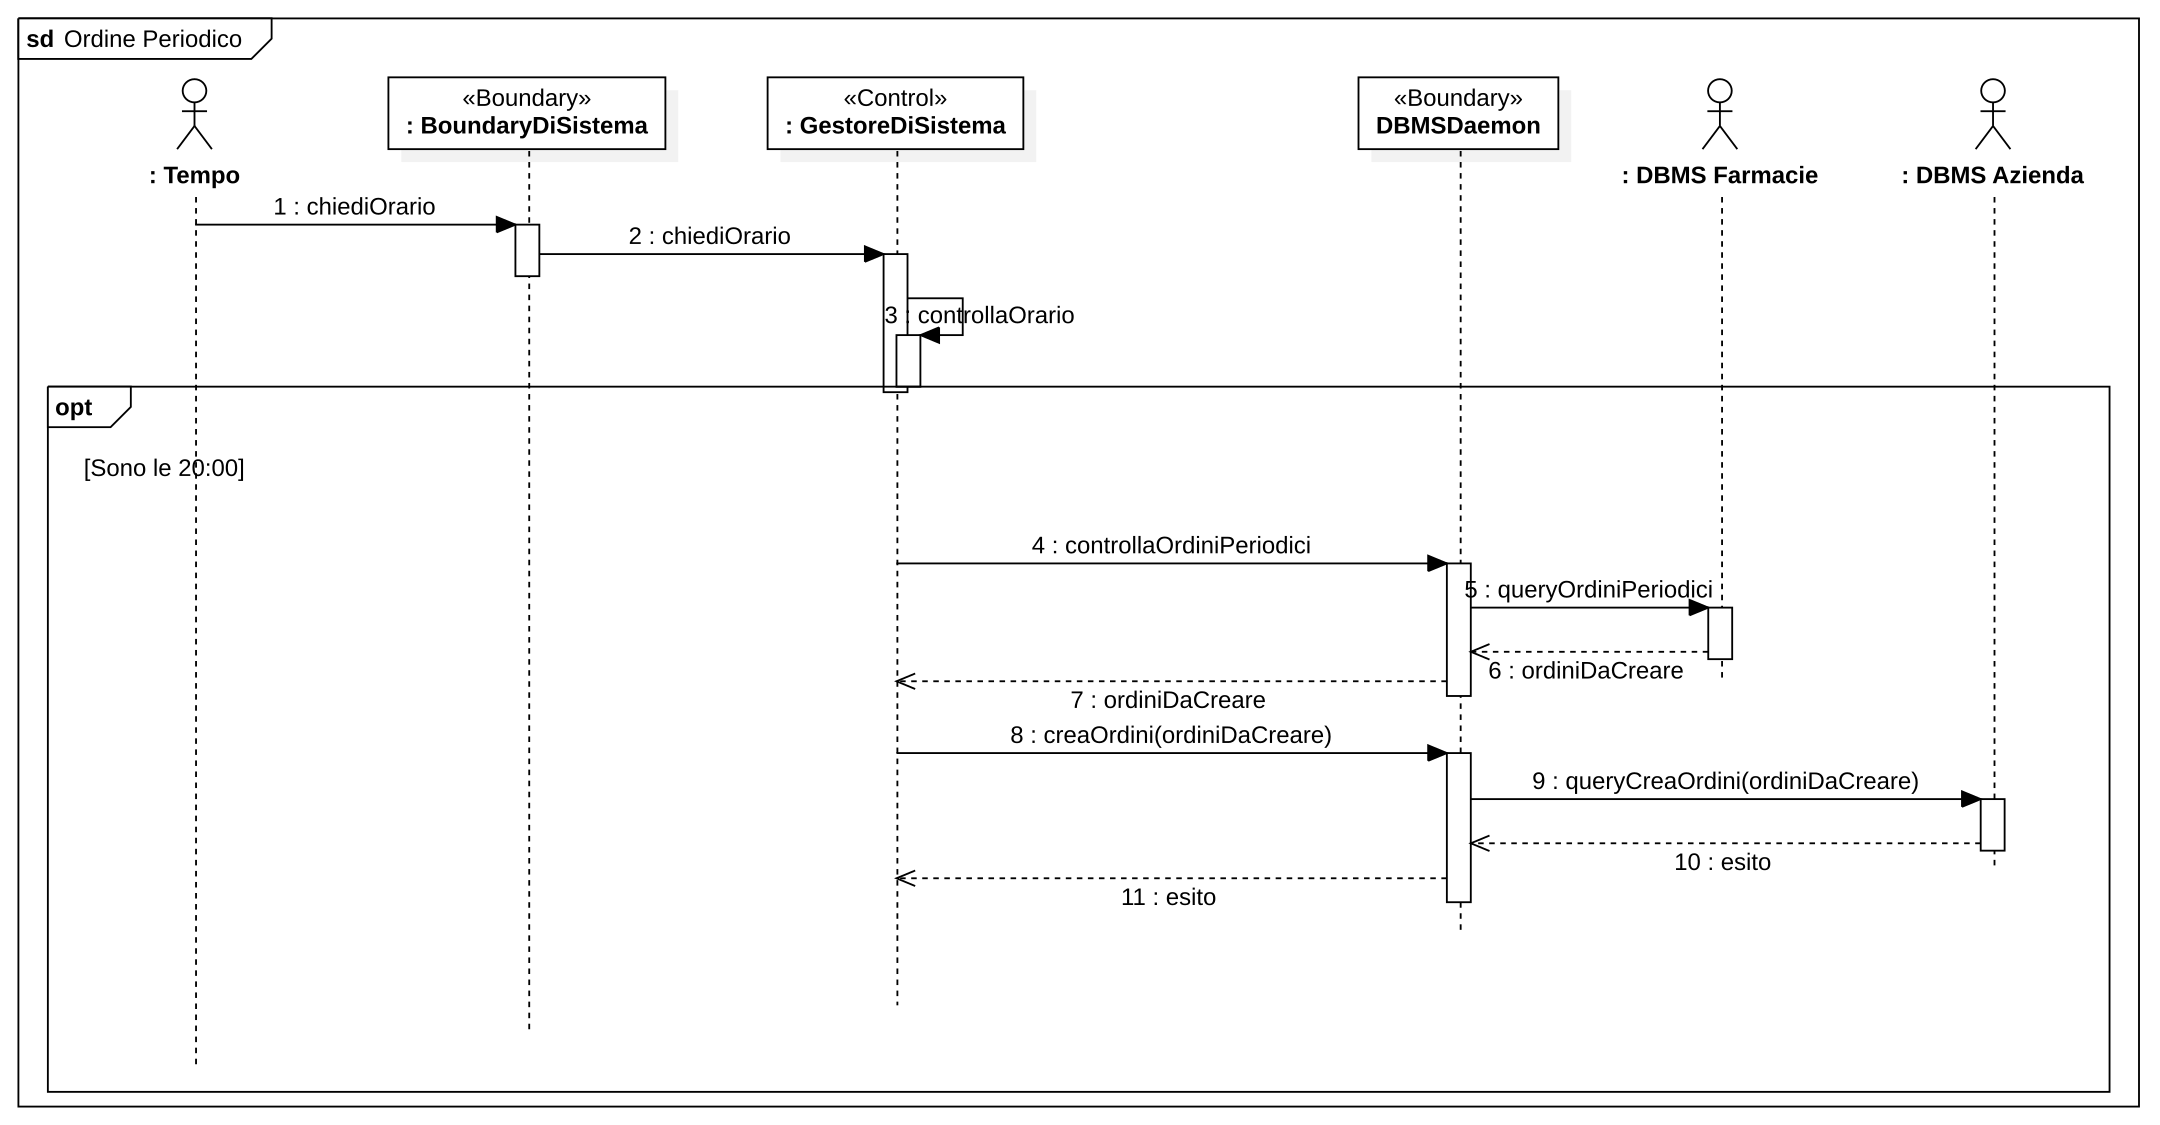 sd Ordine Periodico
«Boundary»
: BoundaryDiSistema
«Control»
: GestoreDiSistema
«Boundary»
DBMSDaemon
: Tempo
: DBMS Farmacie
: DBMS Azienda
1 : chiediOrario
2 : chiediOrario
3 : controllaOrario
opt
[Sono le 20:00]
4 : controllaOrdiniPeriodici
5 : queryOrdiniPeriodici
6 : ordiniDaCreare
7 : ordiniDaCreare
8 : creaOrdini(ordiniDaCreare)
9 : queryCreaOrdini(ordiniDaCreare)
10 : esito
11 : esito